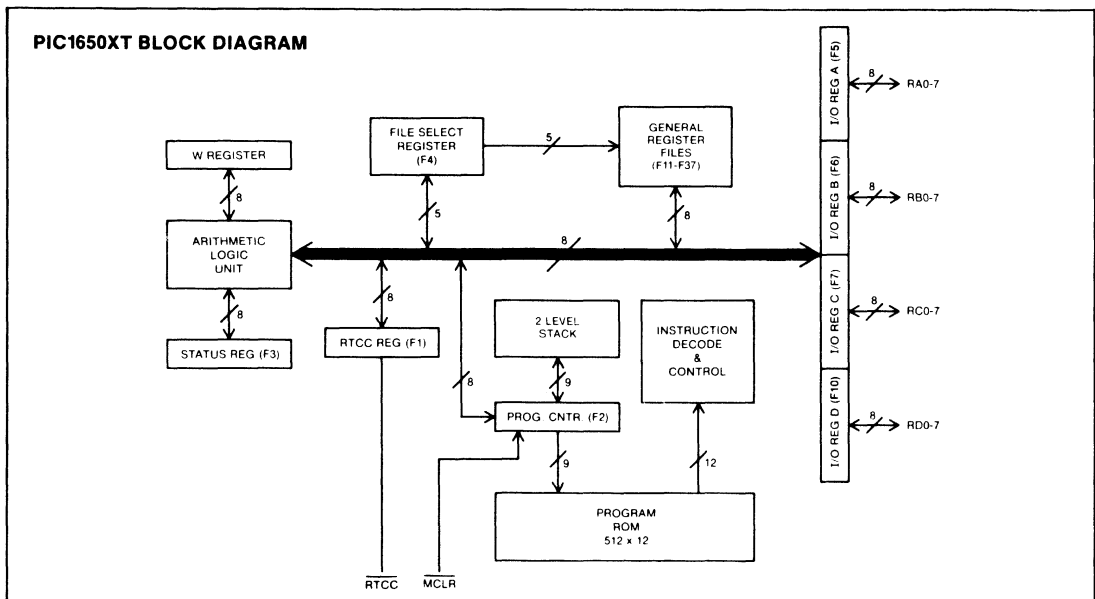 PIC1650XT BLOCK DIAGRAM
W REGISTER
8
ARITHMETIC
LOGIC
UNIT
8
STATUS REG (F3)
FILE SELECT
REGISTER
(F4)
5
5
GENERAL
REGISTER
FILES
(F11-F37)
8
8
8
RTCC REG (F1)
8
2 LEVEL
STACK
9
PROG. CNTR. (F2)
9
INSTRUCTION
DECODE
&
CONTROL
12
PROGRAM
ROM
512 x 12
RTCC
MCLR
I/O REG A (F5)
8
RA0-7
I/O REG B (F6)
8
RB0-7
I/O REG C (F7)
8
RC0-7
I/O REG D (F10)
8
RD0-7